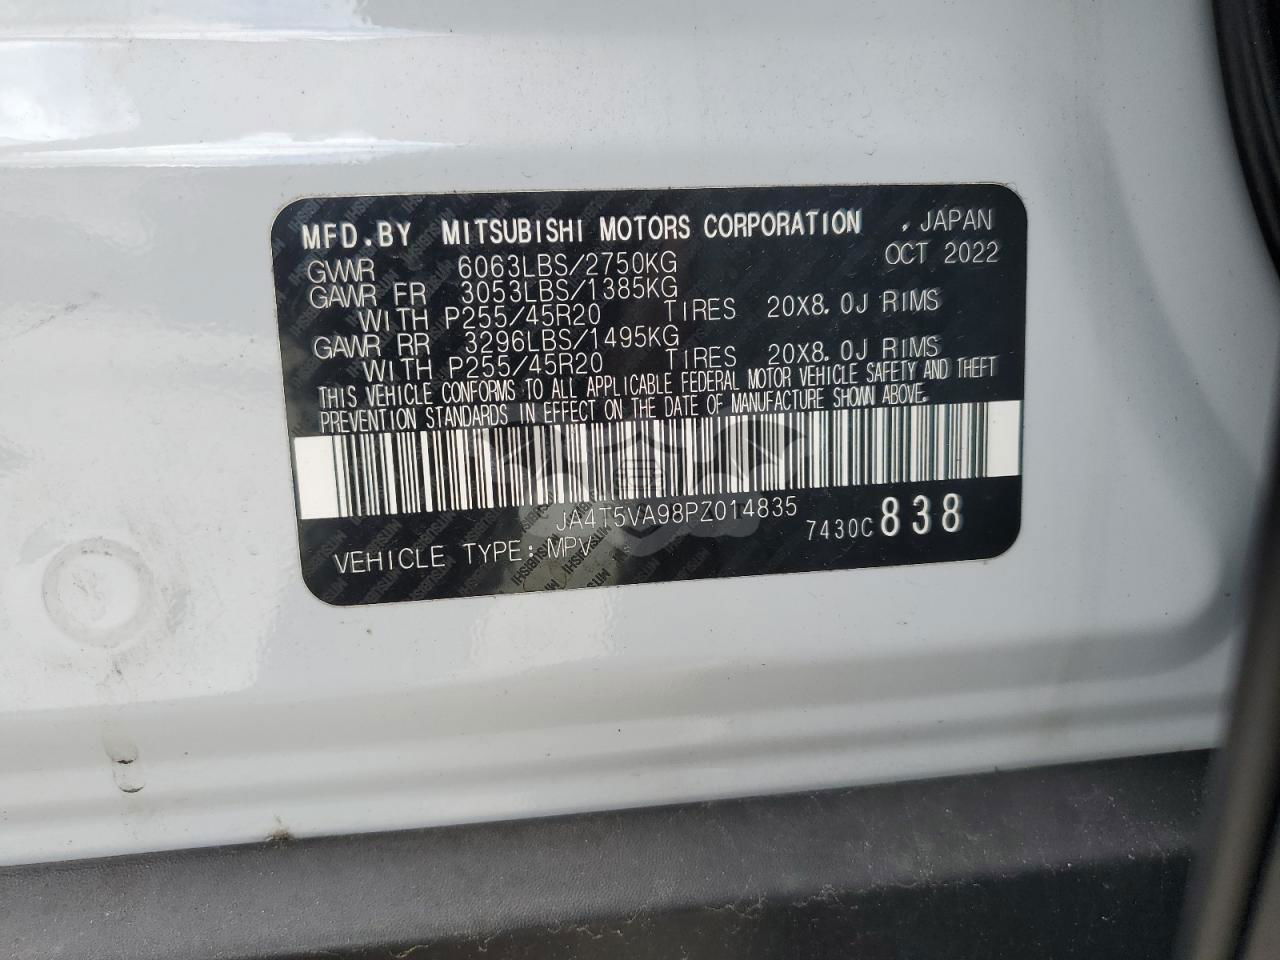 MFD.BY MITSUBISHI MOTORS CORPORATION , JAPAN
OCT 2022
GVWR 6063LBS/2750KG
GAWR FR 3053LBS/1385KG
WITH P255/45R20 TIRES 20X8.0J RIMS
GAWR RR 3296LBS/1495KG
WITH P255/45R20 TIRES 20X8.0J RIMS
THIS VEHICLE CONFORMS TO ALL APPLICABLE FEDERAL MOTOR VEHICLE SAFETY AND THEFT
PREVENTION STANDARDS IN EFFECT ON THE DATE OF MANUFACTURE SHOWN ABOVE.
JA4T5VA98PZ014835
7430C 838
VEHICLE TYPE: MPV